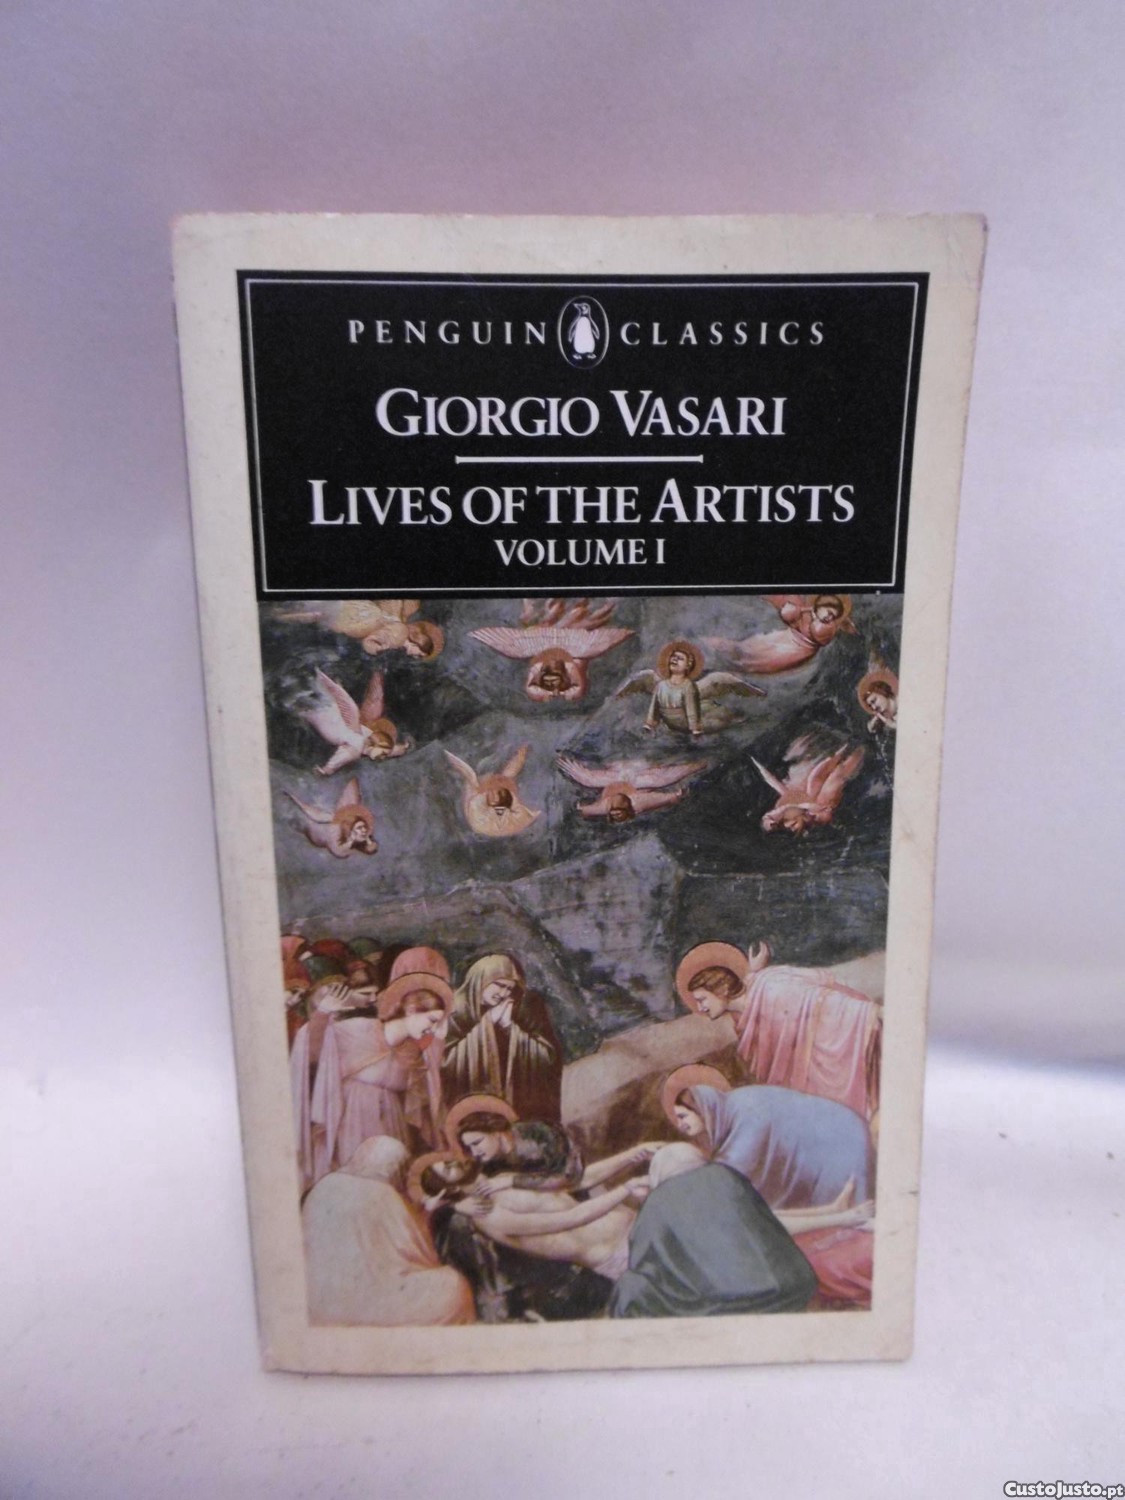 PENGUIN CLASSICS
GIORGIO VASARI
LIVES OF THE ARTISTS
VOLUME I
CustoJusto.pt